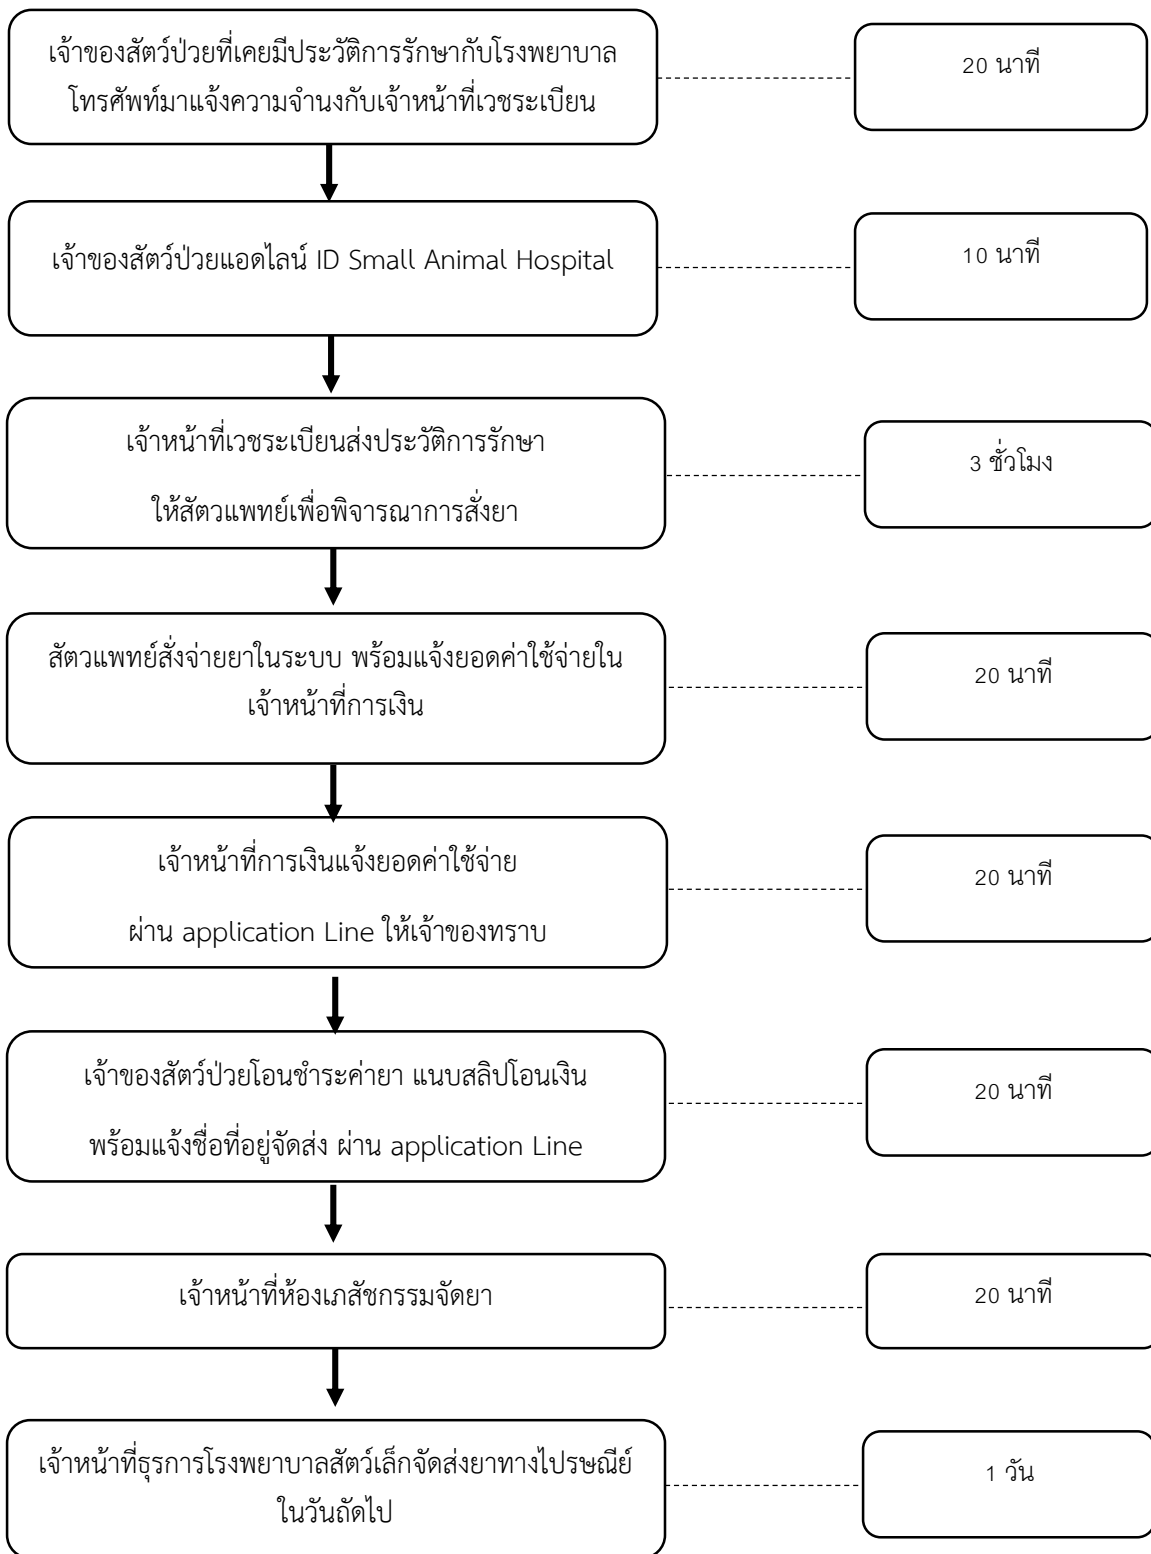 เจ้าของสัตว์ป่วยที่เคยมีประวัติการรักษากับโรงพยาบาล
โทรศัพท์มาแจ้งความจำนงกับเจ้าหน้าที่เวชระเบียน
20 นาที
เจ้าของสัตว์ป่วยแอดไลน์ ID Small Animal Hospital
10 นาที
เจ้าหน้าที่เวชระเบียนส่งประวัติการรักษา
ให้สัตวแพทย์เพื่อพิจารณาการสั่งยา
3 ชั่วโมง
สัตวแพทย์สั่งจ่ายยาในระบบ พร้อมแจ้งยอดค่าใช้จ่ายใน
เจ้าหน้าที่การเงิน
20 นาที
เจ้าหน้าที่การเงินแจ้งยอดค่าใช้จ่าย
ผ่าน application Line ให้เจ้าของทราบ
20 นาที
เจ้าของสัตว์ป่วยโอนชำระค่ายา แนบสลิปโอนเงิน
พร้อมแจ้งชื่อที่อยู่จัดส่ง ผ่าน application Line
20 นาที
เจ้าหน้าที่ห้องเภสัชกรรมจัดยา
20 นาที
เจ้าหน้าที่ธุรการโรงพยาบาลสัตว์เล็กจัดส่งยาทางไปรษณีย์
ในวันถัดไป
1 วัน